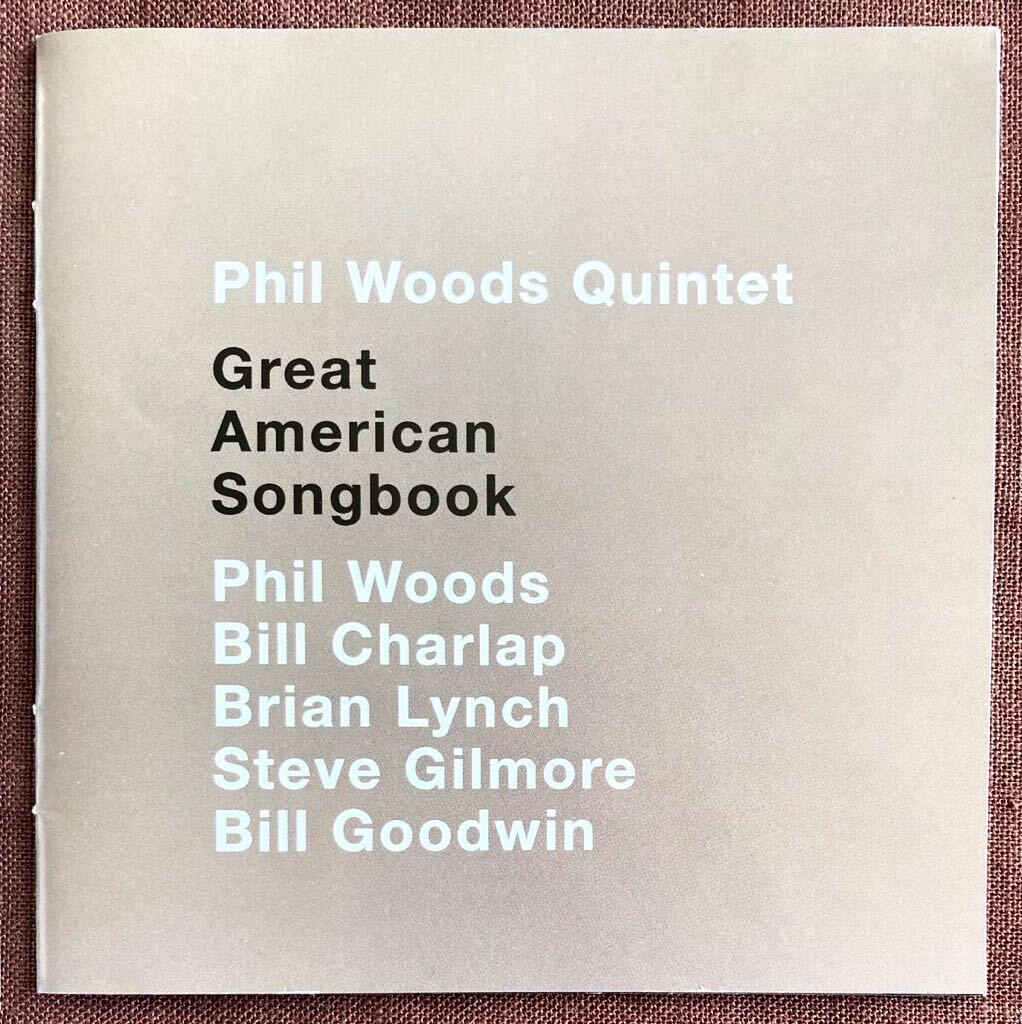 Phil Woods Quintet
Great
American
Songbook
Phil Woods
Bill Charlap
Brian Lynch
Steve Gilmore
Bill Goodwin